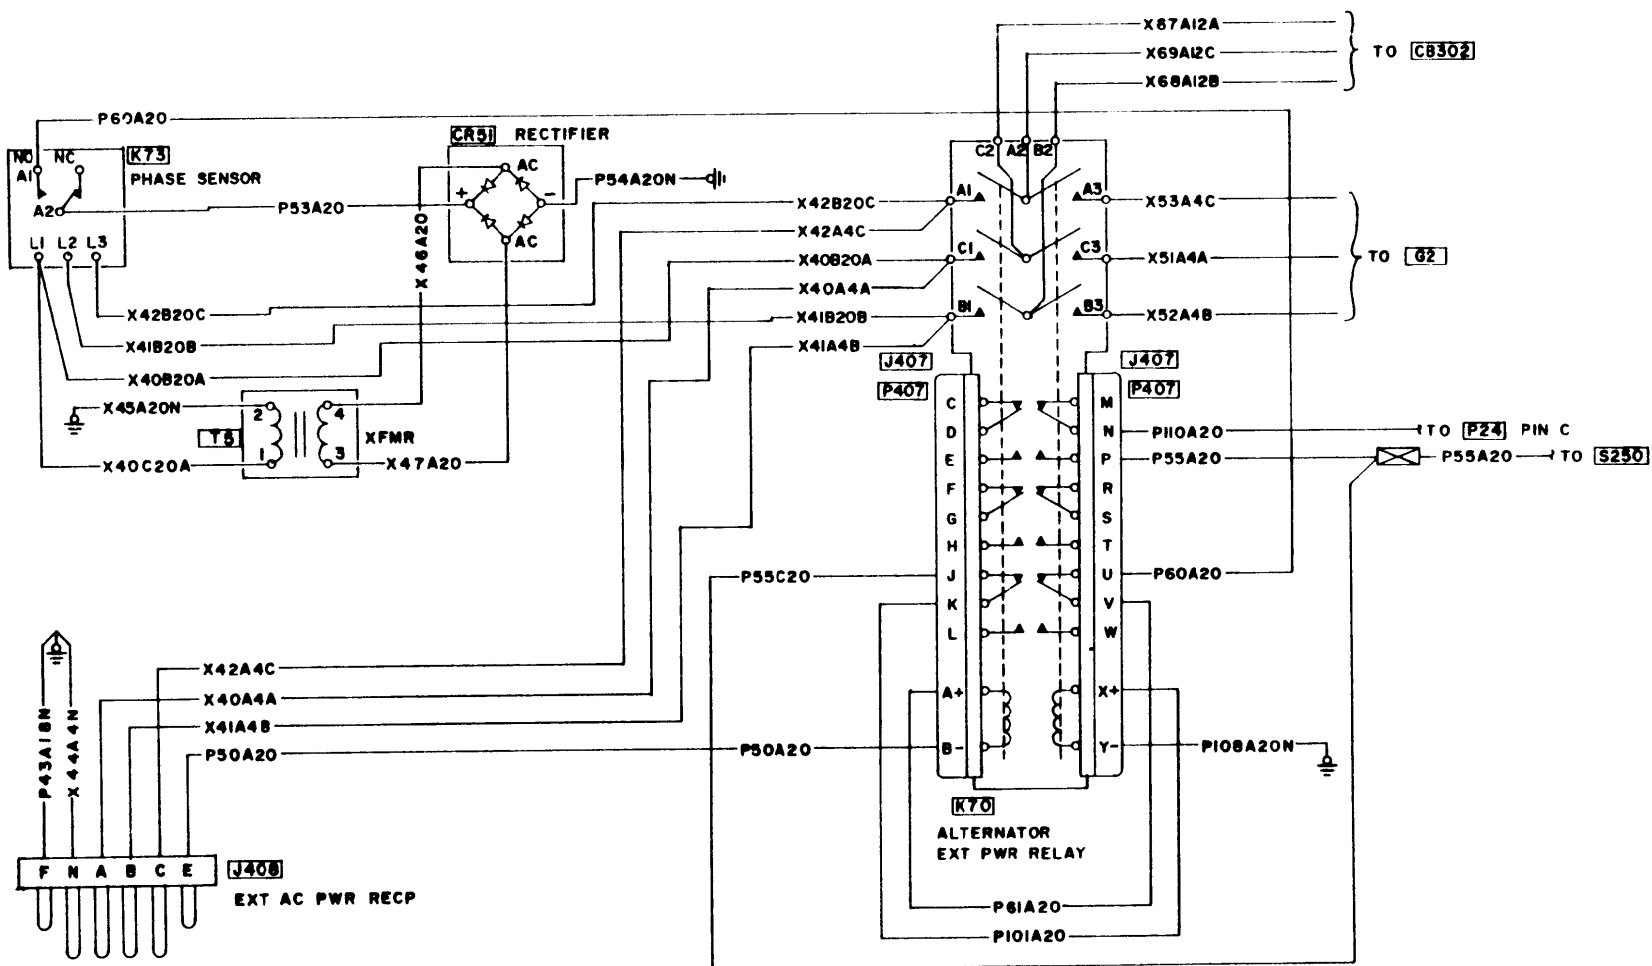 X87A12A
X69A12C
TO CB302
X68A12B
P60A20
CR51 RECTIFIER
NO NC K73
A1
PHASE SENSOR
A2
L1 L2 L3
P53A20
X46A20
AC
+ -
AC
P54A20N
C2 A2 B2
A1 A3
C1 C3
B1 B3
X42B20C
X42A4C
X40B20A
X40A4A
X41B20B
X41A4B
X53A4C
X51A4A
X52A4B
TO G2
X42B20C
X41B20B
X40B20A
X45A20N
2 4
T6 XFMR
1 3
X40C20A
X47A20
J407
P407
J407
P407
C M
D N
E P
F R
G S
H T
J U
K V
L W
A+ X+
B- Y-
P110A20 TO P24 PIN C
P55A20 P55A20 TO S250
P55C20
P60A20
P43A18N
X44A4N
X42A4C
X40A4A
X41A4B
P50A20 P50A20
P108A20N
K70
ALTERNATOR
EXT PWR RELAY
F N A B C E J408
EXT AC PWR RECP
P61A20
P101A20